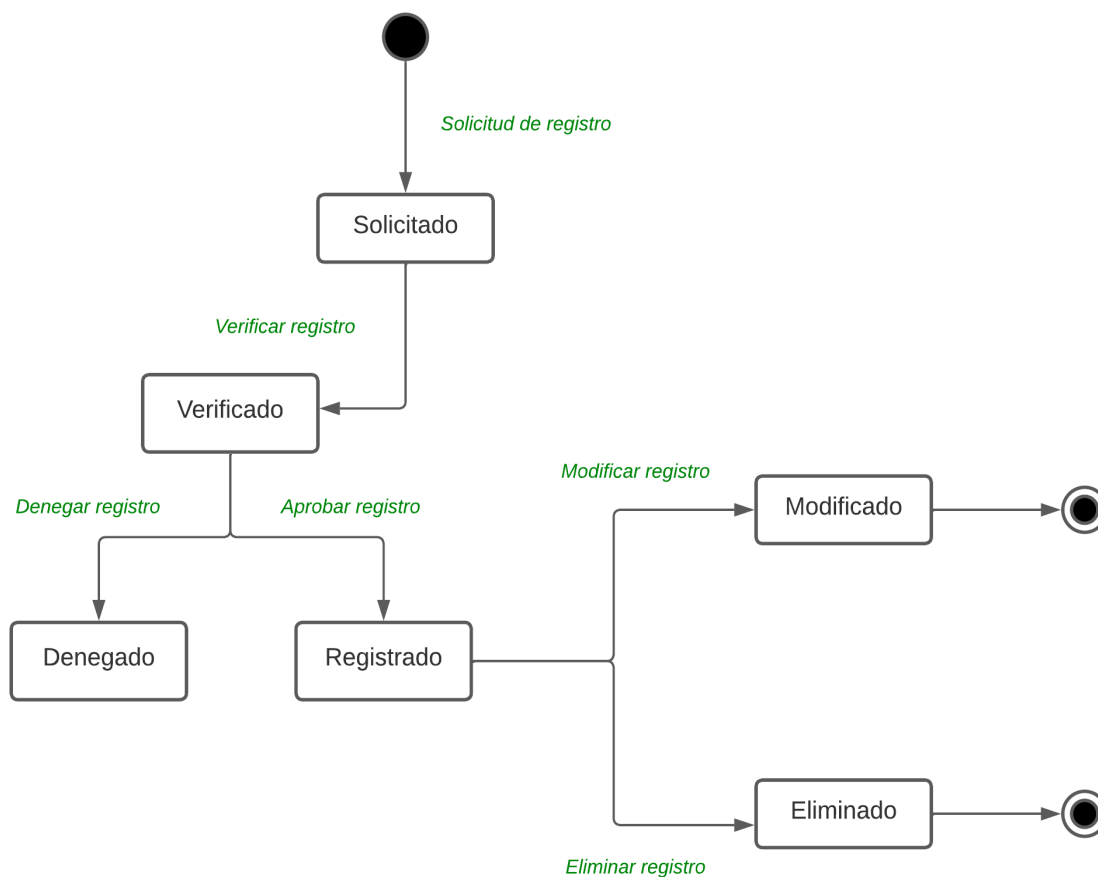 Solicitud de registro
Solicitado
Verificar registro
Verificado
Denegar registro
Aprobar registro
Modificar registro
Modificado
Denegado
Registrado
Eliminado
Eliminar registro